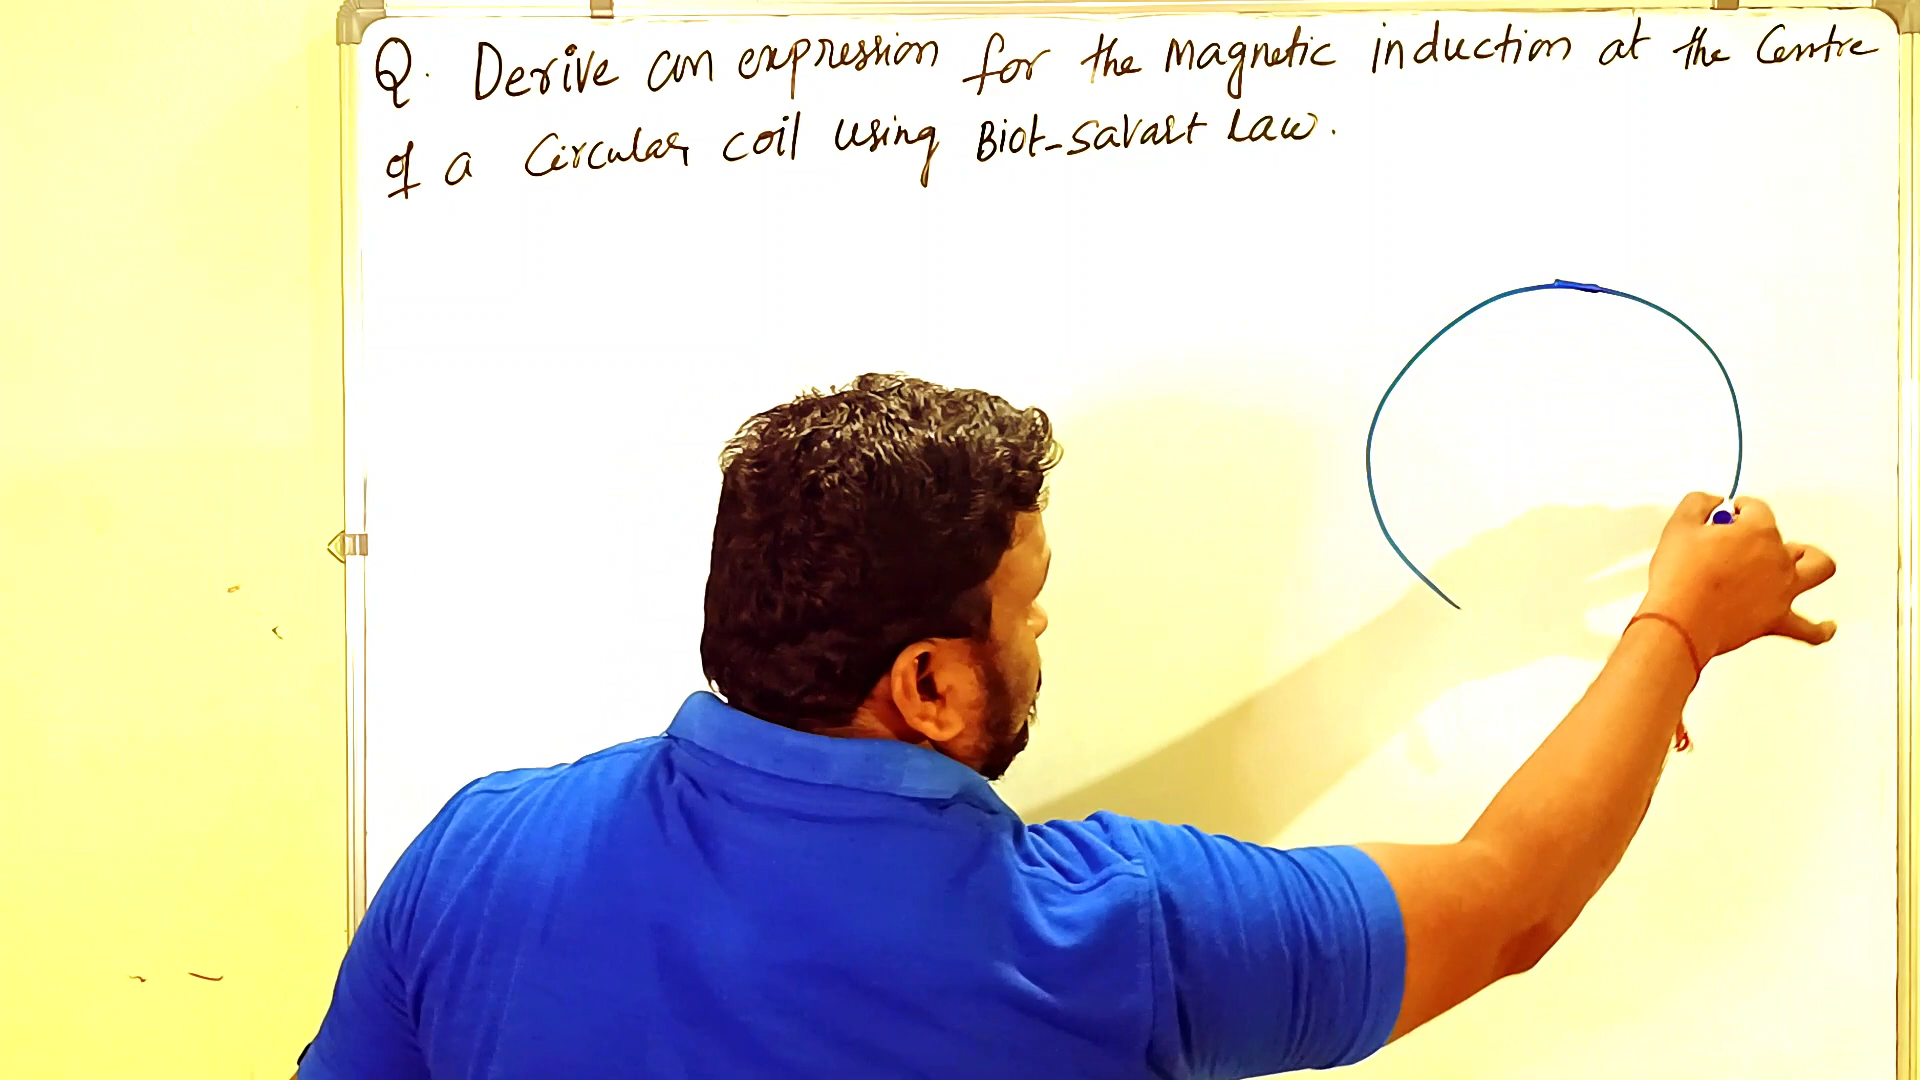 Q. Derive an expression for the magnetic induction at the Centre
of a Circular coil using Biot-Savart Law.